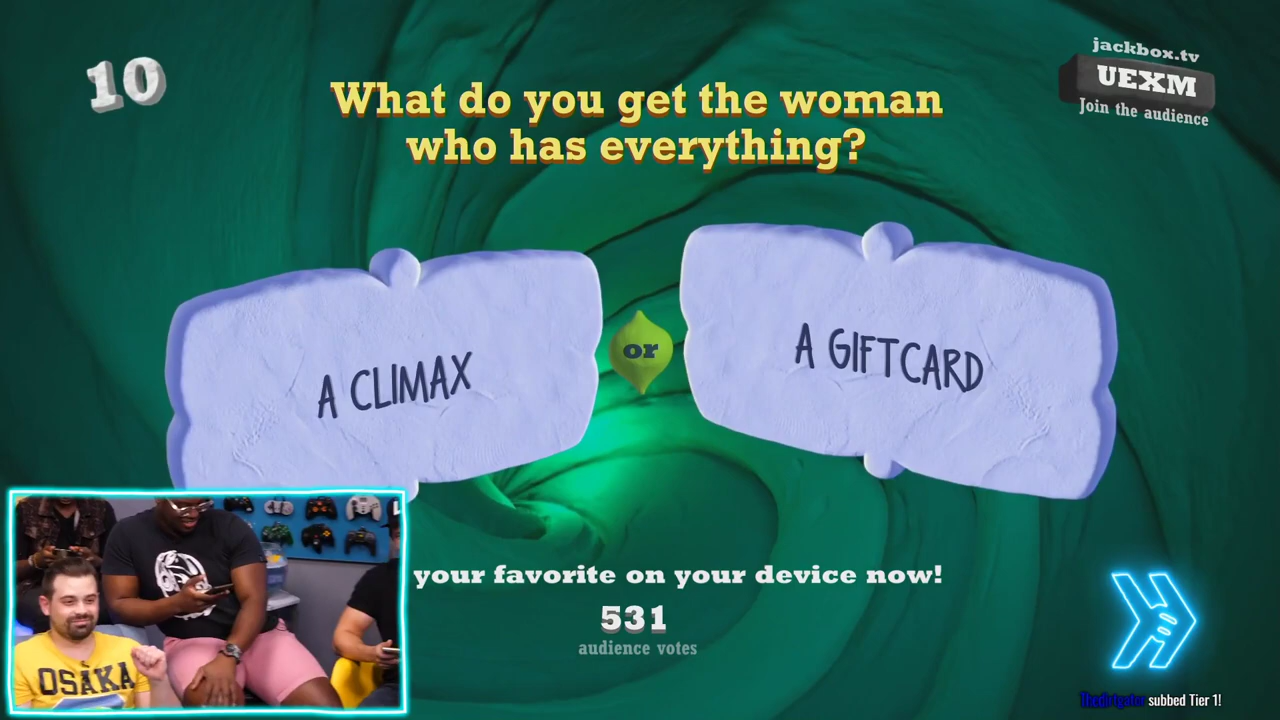 10
What do you get the woman
who has everything?
jackbox.tv
UEXM
Join the audience
A CLIMAX
or
A GIFTCARD
your favorite on your device now!
531
audience votes
OSAKA
subbed Tier 1!